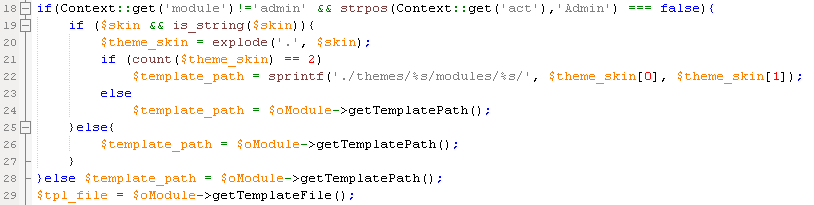 18 if(Context::get('module')!='admin' && strpos(Context::get('act'),'Admin') === false){
19 if ($skin && is_string($skin)){
20 $theme_skin = explode('.', $skin);
21 if (count($theme_skin) == 2)
22 $template_path = sprintf('./themes/%s/modules/%s/', $theme_skin[0], $theme_skin[1]);
23 else
24 $template_path = $oModule->getTemplatePath();
25 }else{
26 $template_path = $oModule->getTemplatePath();
27 }
28 }else $template_path = $oModule->getTemplatePath();
29 $tpl_file = $oModule->getTemplateFile();